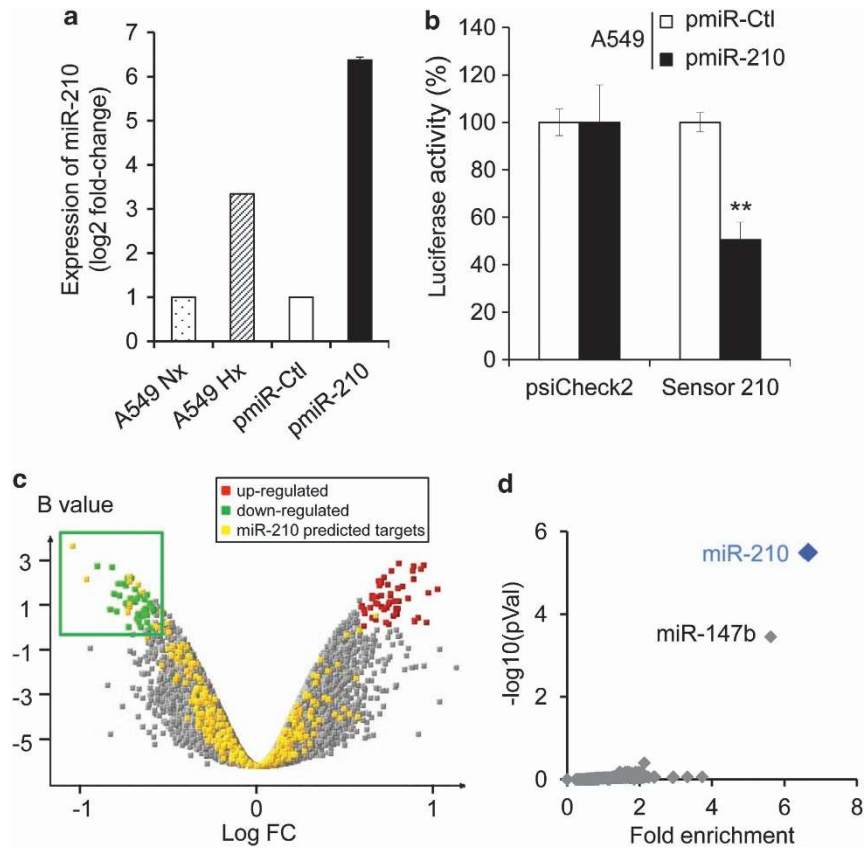 a
Expression of miR-210
(log2 fold-change)
7
6
5
4
3
2
1
0
A549 Nx
A549 Hx
pmiR-Ctl
pmiR-210
b
A549
pmiR-Ctl
pmiR-210
Luciferase activity (%)
140
120
100
80
60
40
20
0
**
psiCheck2
Sensor 210
c
B value
up-regulated
down-regulated
miR-210 predicted targets
3
1
-1
-3
-5
-1
0
1
Log FC
d
-log10(pVal)
6
4
2
0
miR-210
miR-147b
0
2
4
6
8
Fold enrichment